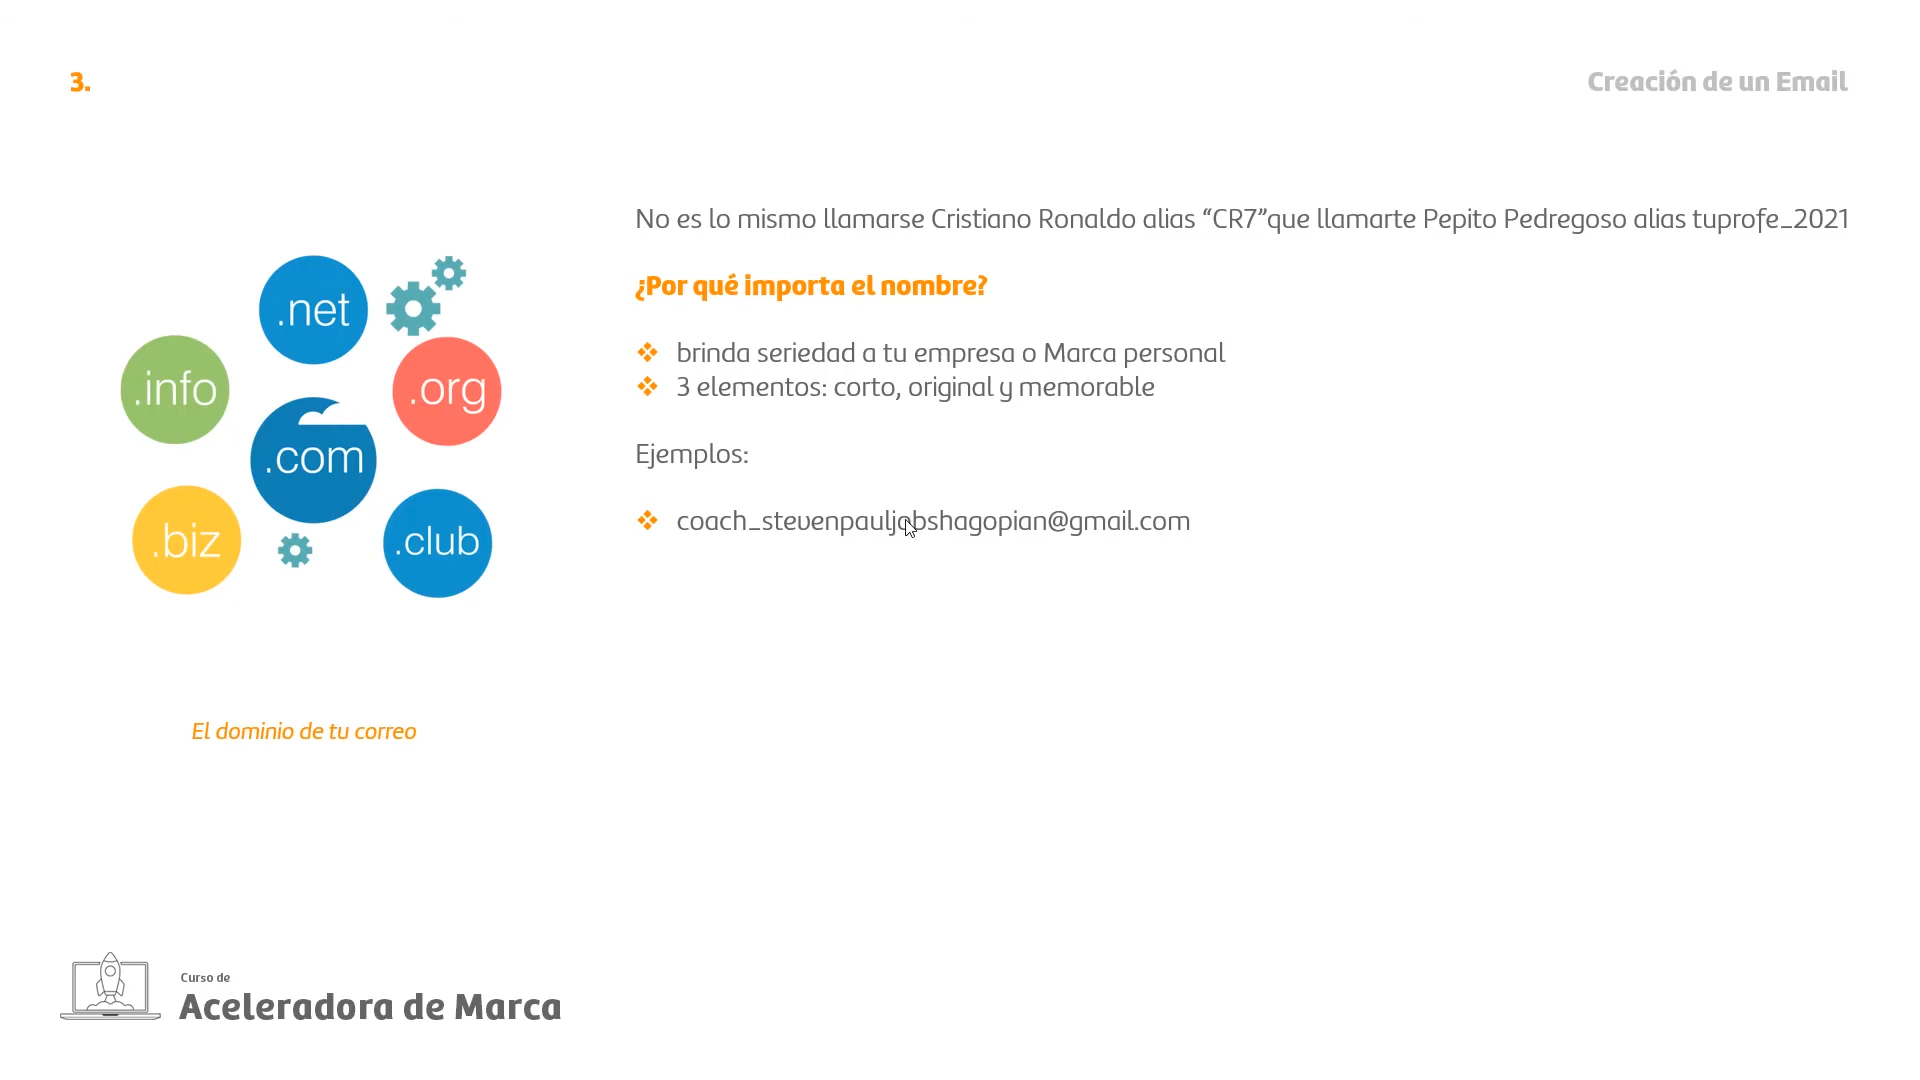 3.
Creación de un Email
No es lo mismo llamarse Cristiano Ronaldo alias “CR7”que llamarte Pepito Pedregoso alias tuprofe_2021
¿Por qué importa el nombre?
❖ brinda seriedad a tu empresa o Marca personal
❖ 3 elementos: corto, original y memorable
Ejemplos:
❖ coach_stevenpauljobshagopian@gmail.com
.net
.info
.org
.com
.biz
.club
El dominio de tu correo
Curso de
Aceleradora de Marca